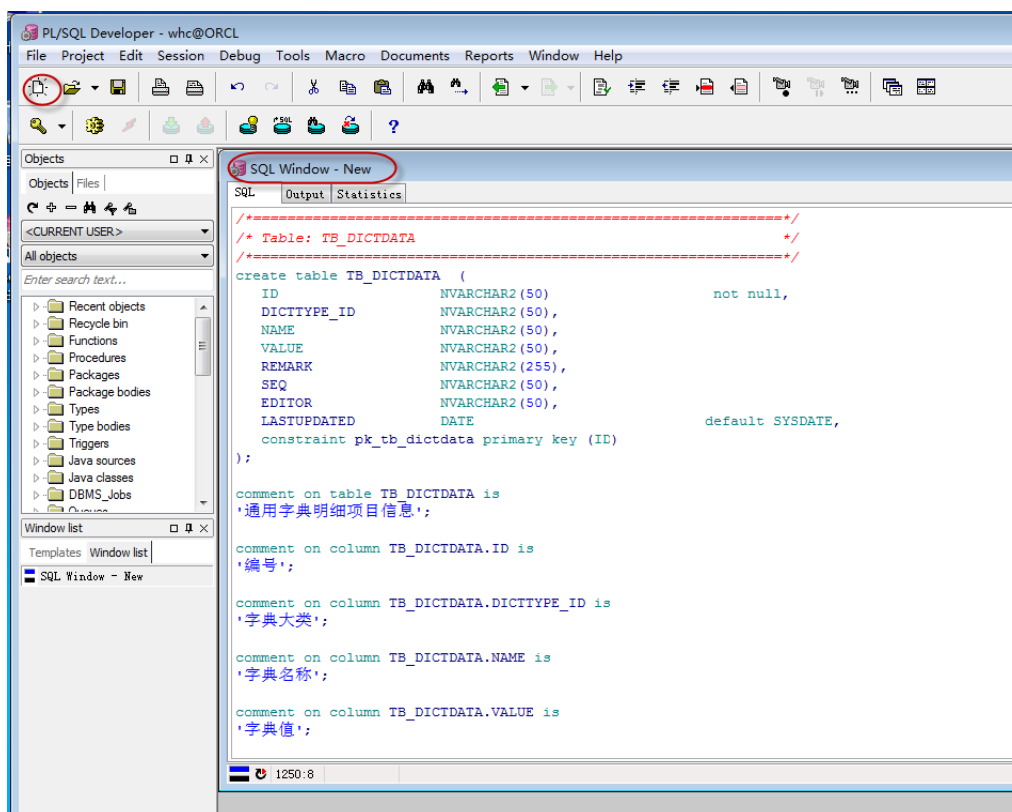 PL/SQL Developer - whc@ORCL
File Project Edit Session Debug Tools Macro Documents Reports Window Help
Objects
Objects Files
<CURRENT USER>
All objects
Enter search text...
Recent objects
Recycle bin
Functions
Procedures
Packages
Package bodies
Types
Type bodies
Triggers
Java sources
Java classes
DBMS_Jobs
Window list
Templates Window list
SQL Window - New
SQL Window - New
SQL Output Statistics
/*==============================================================*/
/* Table: TB_DICTDATA */
/*==============================================================*/
create table TB_DICTDATA (
ID NVARCHAR2(50) not null,
DICTTYPE_ID NVARCHAR2(50),
NAME NVARCHAR2(50),
VALUE NVARCHAR2(50),
REMARK NVARCHAR2(255),
SEQ NVARCHAR2(50),
EDITOR NVARCHAR2(50),
LASTUPDATED DATE default SYSDATE,
constraint pk_tb_dictdata primary key (ID)
);
comment on table TB_DICTDATA is
'通用字典明细项目信息';
comment on column TB_DICTDATA.ID is
'编号';
comment on column TB_DICTDATA.DICTTYPE_ID is
'字典大类';
comment on column TB_DICTDATA.NAME is
'字典名称';
comment on column TB_DICTDATA.VALUE is
'字典值';
1250:8